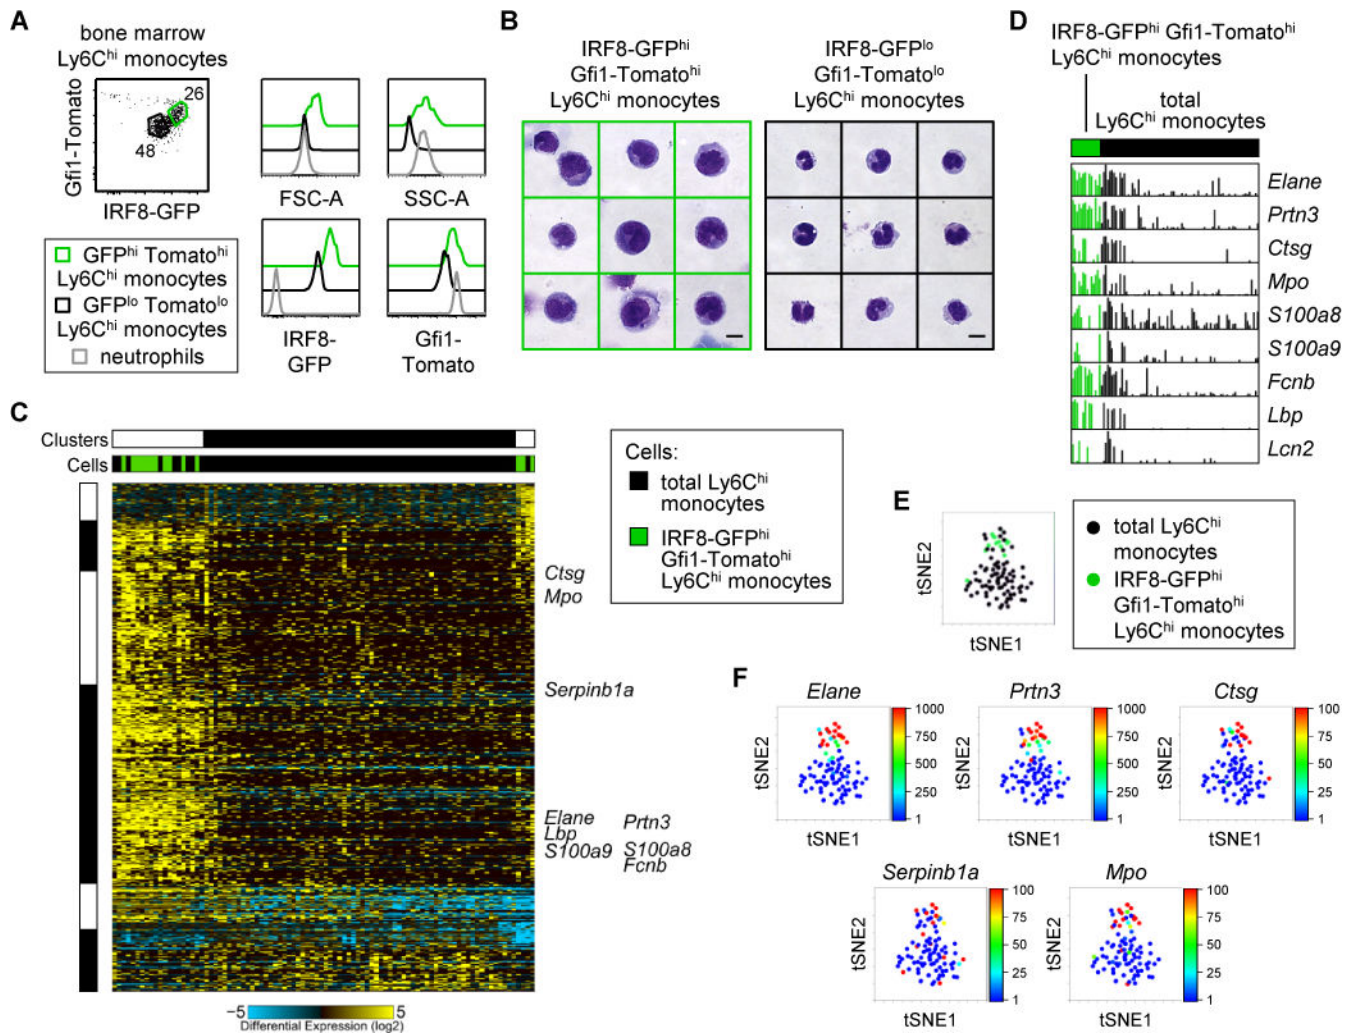 A
bone marrow
Ly6Chi monocytes
Gfi1-Tomato
26
48
IRF8-GFP
FSC-A
SSC-A
IRF8-
GFP
Gfi1-
Tomato
GFPhi Tomatohi
Ly6Chi monocytes
GFPlo Tomatolo
Ly6Chi monocytes
neutrophils
B
IRF8-GFPhi
Gfi1-Tomatohi
Ly6Chi monocytes
IRF8-GFPlo
Gfi1-Tomatolo
Ly6Chi monocytes
D
IRF8-GFPhi Gfi1-Tomatohi
Ly6Chi monocytes
total
Ly6Chi monocytes
Elane
Prtn3
Ctsg
Mpo
S100a8
S100a9
Fcnb
Lbp
Lcn2
C
Clusters
Cells
Ctsg
Mpo
Serpinb1a
Elane
Lbp
S100a9
Prtn3
S100a8
Fcnb
−5
5
Differential Expression (log2)
Cells:
total Ly6Chi
monocytes
IRF8-GFPhi
Gfi1-Tomatohi
Ly6Chi monocytes
E
tSNE2
tSNE1
total Ly6Chi
monocytes
IRF8-GFPhi
Gfi1-Tomatohi
Ly6Chi monocytes
F
Elane
tSNE2
tSNE1
1000
750
500
250
1
Prtn3
tSNE2
tSNE1
1000
750
500
250
1
Ctsg
tSNE2
tSNE1
100
75
50
25
1
Serpinb1a
tSNE2
tSNE1
100
75
50
25
1
Mpo
tSNE2
tSNE1
100
75
50
25
1